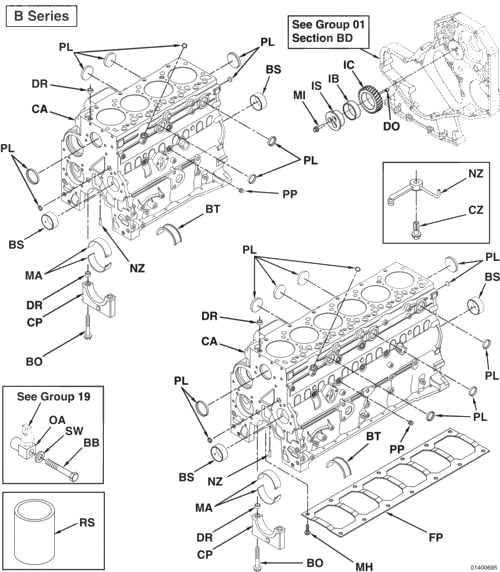 B Series
PL
PL
DR
BS
CA
PL
PL
PP
BS
BT
NZ
MA
DR
CP
BO
See Group 01
Section BD
IC
IB
IS
MI
DO
NZ
CZ
PL
PL
BS
DR
CA
PL
PL
PL
PL
BT
PP
BS
NZ
MA
DR
CP
BO
MH
FP
See Group 19
OA
SW
BB
RS
01400695